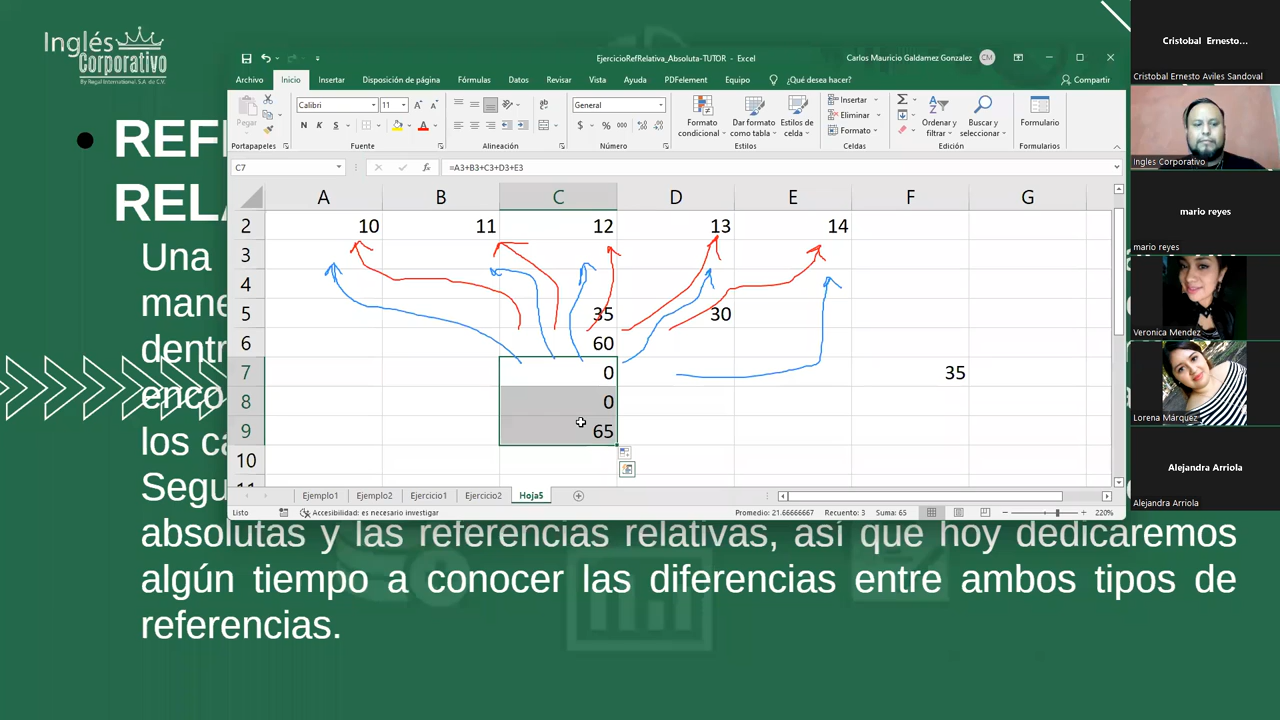 Inglés
Corporativo
By Regal International, S.A. de C.V.
REF
REL
Una
mane
dentr
enco
los ca
Segu
absolutas y las referencias relativas, así que hoy dedicaremos
algún tiempo a conocer las diferencias entre ambos tipos de
referencias.
EjercicioRefRelativa_Absoluta-TUTOR - Excel
Carlos Mauricio Galdamez Gonzalez
CM
Archivo Inicio Insertar Disposición de página Fórmulas Datos Revisar Vista Ayuda PDFelement Equipo ¿Qué desea hacer? Compartir
Pegar
Calibri 11
N K S
General
$ % 000
Formato condicional
Dar formato como tabla
Estilos de celda
Insertar
Eliminar
Formato
Ordenar y filtrar
Buscar y seleccionar
Formulario
Portapapeles Fuente Alineación Número Estilos Celdas Edición Formularios
C7 =A3+B3+C3+D3+E3
A B C D E F G
2 10 11 12 13 14
3
4
5 35 30
6 60
7 0 35
8 0
9 65
10
Ejemplo1 Ejemplo2 Ejercicio1 Ejercicio2 Hoja5
Listo Accesibilidad: es necesario investigar Promedio: 21.66666667 Recuento: 3 Suma: 65 220%
Cristobal Ernesto...
Cristobal Ernesto Aviles Sandoval
Ingles Corporativo
mario reyes
mario reyes
Veronica Mendez
Lorena Márquez
Alejandra Arriola
Alejandra Arriola